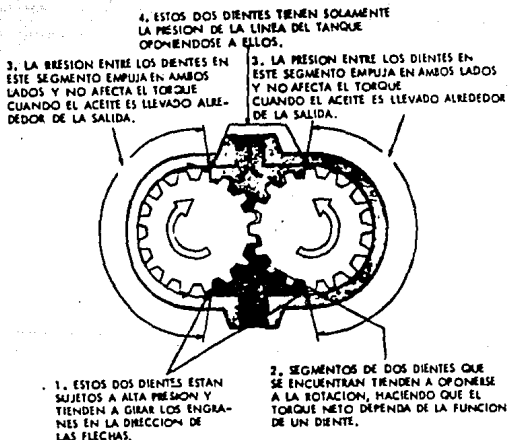 4. ESTOS DOS DIENTES TIENEN SOLAMENTE
LA PRESION DE LA LINEA DEL TANQUE
OPONIENDOSE A ELLOS.
3. LA RRESION ENTRE LOS DIENTES EN
ESTE SEGMENTO EMPUJA EN AMBOS
LADOS Y NO AFECTA EL TORQUE
CUANDO EL ACEITE ES LLEVADO ALRE-
DEDOR DE LA SALIDA.
3. LA PRESION ENTRE LOS DIENTES EN
ESTE SEGMENTO EMPUJA EN AMBOS LADOS
Y NO AFECTA EL TORQUE
CUANDO EL ACEITE ES LLEVADO ALREDEDOR
DE LA SALIDA.
1. ESTOS DOS DIENTES ESTAN
SUJETOS A ALTA PRESION Y
TIENDEN A GIRAR LOS ENGRA-
NES EN LA DIRECCION DE
LAS FLECHAS.
2. SEGMENTOS DE DOS DIENTES QUE
SE ENCUENTRAN TIENDEN A OPONERSE
A LA ROTACION, HACIENDO QUE EL
TORQUE NETO DEPENDA DE LA FUNCION
DE UN DIENTE.